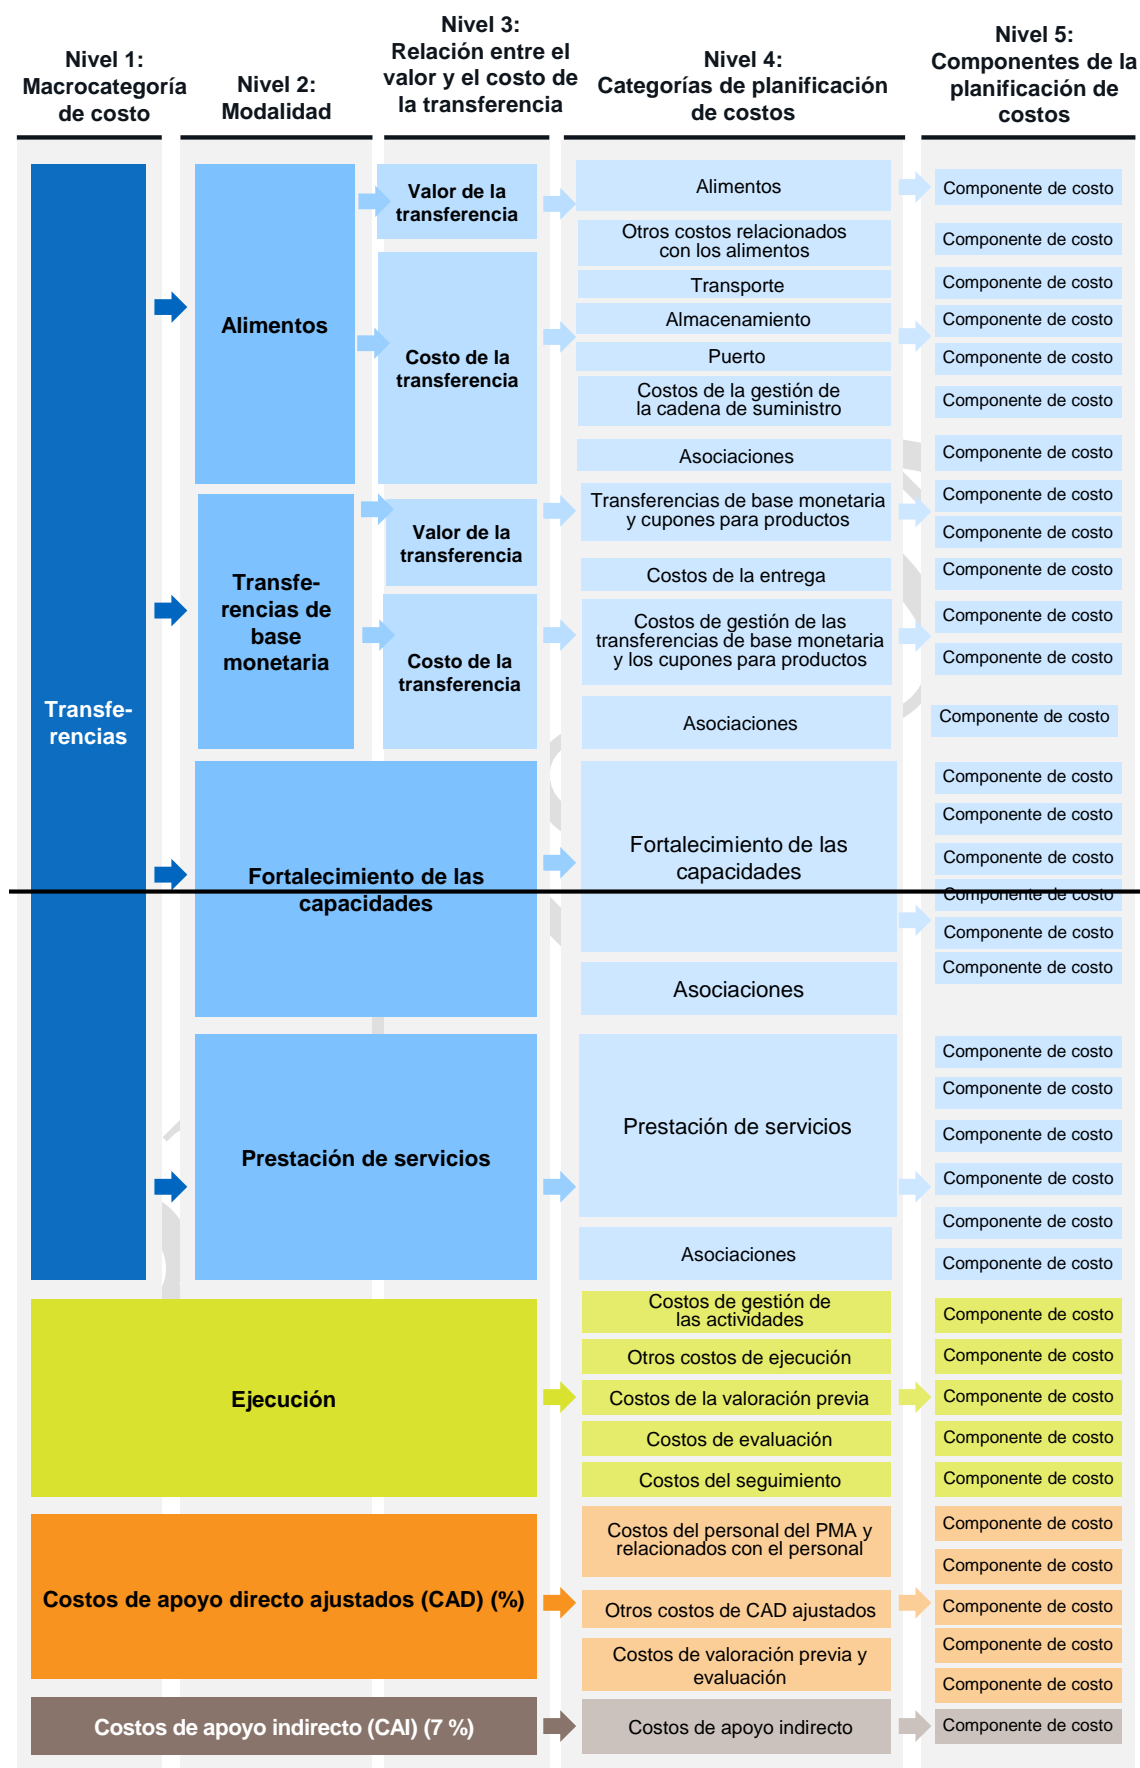 Nivel 1:
Macrocategoría
de costo
Nivel 2:
Modalidad
Nivel 3:
Relación entre el
valor y el costo de
la transferencia
Nivel 4:
Categorías de planificación
de costos
Nivel 5:
Componentes de la
planificación de
costos
Transfe-
rencias
Alimentos
Valor de la
transferencia
Alimentos
Componente de costo
Costo de la
transferencia
Otros costos relacionados
con los alimentos
Componente de costo
Transporte
Componente de costo
Almacenamiento
Componente de costo
Puerto
Componente de costo
Costos de la gestión de
la cadena de suministro
Componente de costo
Asociaciones
Componente de costo
Transfe-
rencias de
base
monetaria
Valor de la
transferencia
Transferencias de base monetaria
y cupones para productos
Componente de costo
Componente de costo
Costo de la
transferencia
Costos de la entrega
Componente de costo
Costos de gestión de las
transferencias de base monetaria
y los cupones para productos
Componente de costo
Componente de costo
Asociaciones
Componente de costo
Fortalecimiento de las
capacidades
Fortalecimiento de las
capacidades
Componente de costo
Componente de costo
Componente de costo
Componente de costo
Componente de costo
Asociaciones
Componente de costo
Prestación de servicios
Prestación de servicios
Componente de costo
Componente de costo
Componente de costo
Componente de costo
Componente de costo
Asociaciones
Componente de costo
Ejecución
Costos de gestión de
las actividades
Componente de costo
Otros costos de ejecución
Componente de costo
Costos de la valoración previa
Componente de costo
Costos de evaluación
Componente de costo
Costos del seguimiento
Componente de costo
Costos de apoyo directo ajustados (CAD) (%)
Costos del personal del PMA y
relacionados con el personal
Componente de costo
Componente de costo
Otros costos de CAD ajustados
Componente de costo
Costos de valoración previa y
evaluación
Componente de costo
Componente de costo
Costos de apoyo indirecto (CAI) (7 %)
Costos de apoyo indirecto
Componente de costo